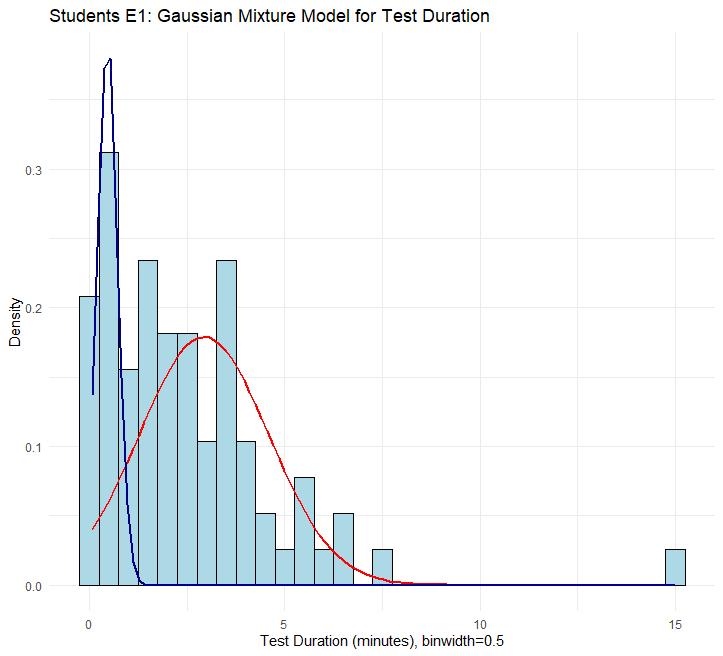 Students E1: Gaussian Mixture Model for Test Duration
Density
0.3
0.2
0.1
0.0
0 5 10 15
Test Duration (minutes), binwidth=0.5